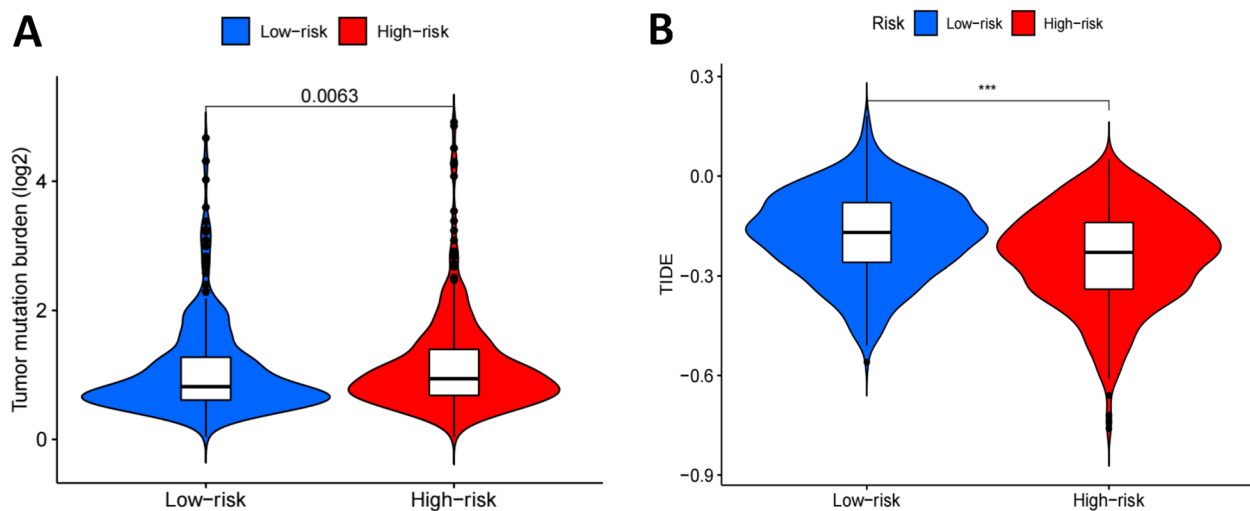 A
Low−risk High−risk
0.0063
Tumor mutation burden (log2)
4
2
0
Low−risk High−risk
B
Risk Low−risk High−risk
***
TIDE
0.3
0.0
−0.3
−0.6
−0.9
Low−risk High−risk